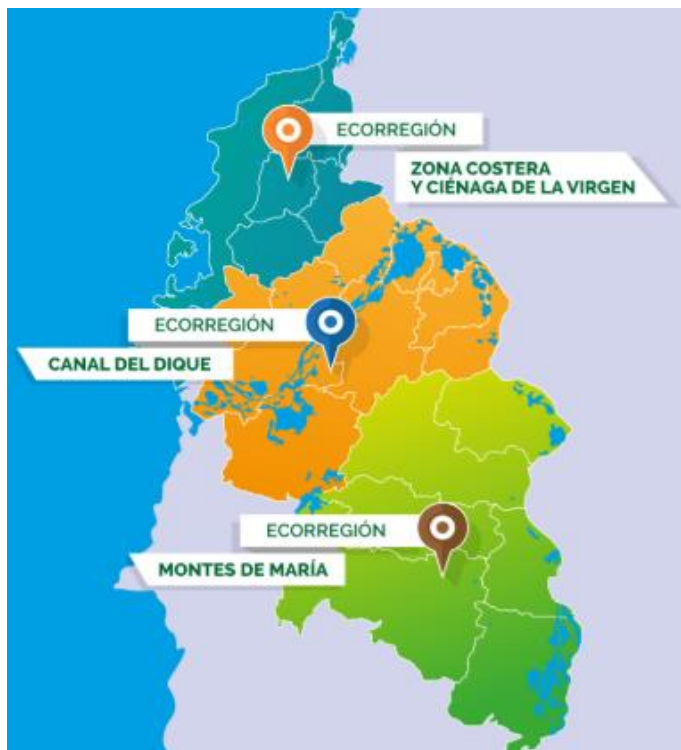 ECORREGIÓN
ZONA COSTERA
Y CIÉNAGA DE LA VIRGEN
ECORREGIÓN
CANAL DEL DIQUE
ECORREGIÓN
MONTES DE MARÍA